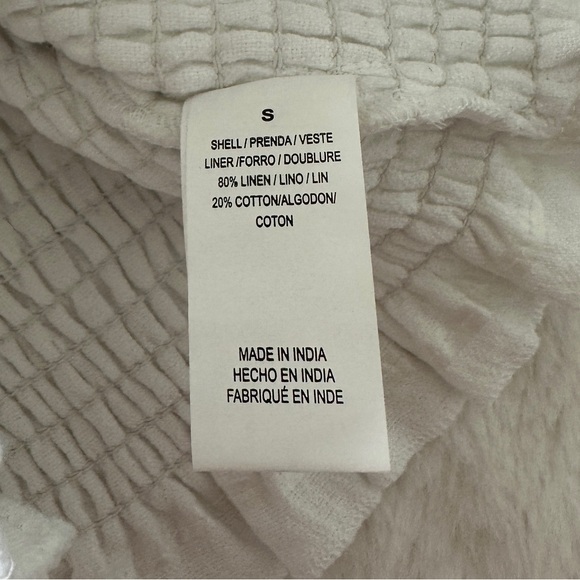 S
SHELL / PRENDA / VESTE
LINER /FORRO / DOUBLURE
80% LINEN / LINO / LIN
20% COTTON/ALGODON/
COTON
MADE IN INDIA
HECHO EN INDIA
FABRIQUÉ EN INDE